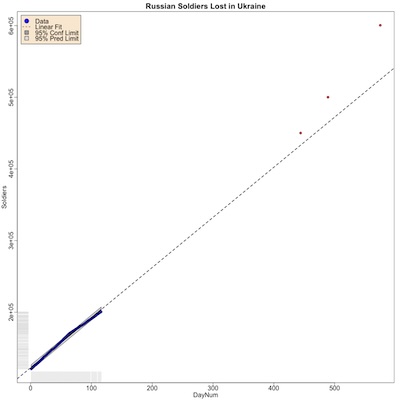 Russian Soldiers Lost in Ukraine
Data
Linear Fit
95% Conf Limit
95% Pred Limit
Soldiers
6e+05
5e+05
4e+05
3e+05
2e+05
0 100 200 300 400 500
DayNum